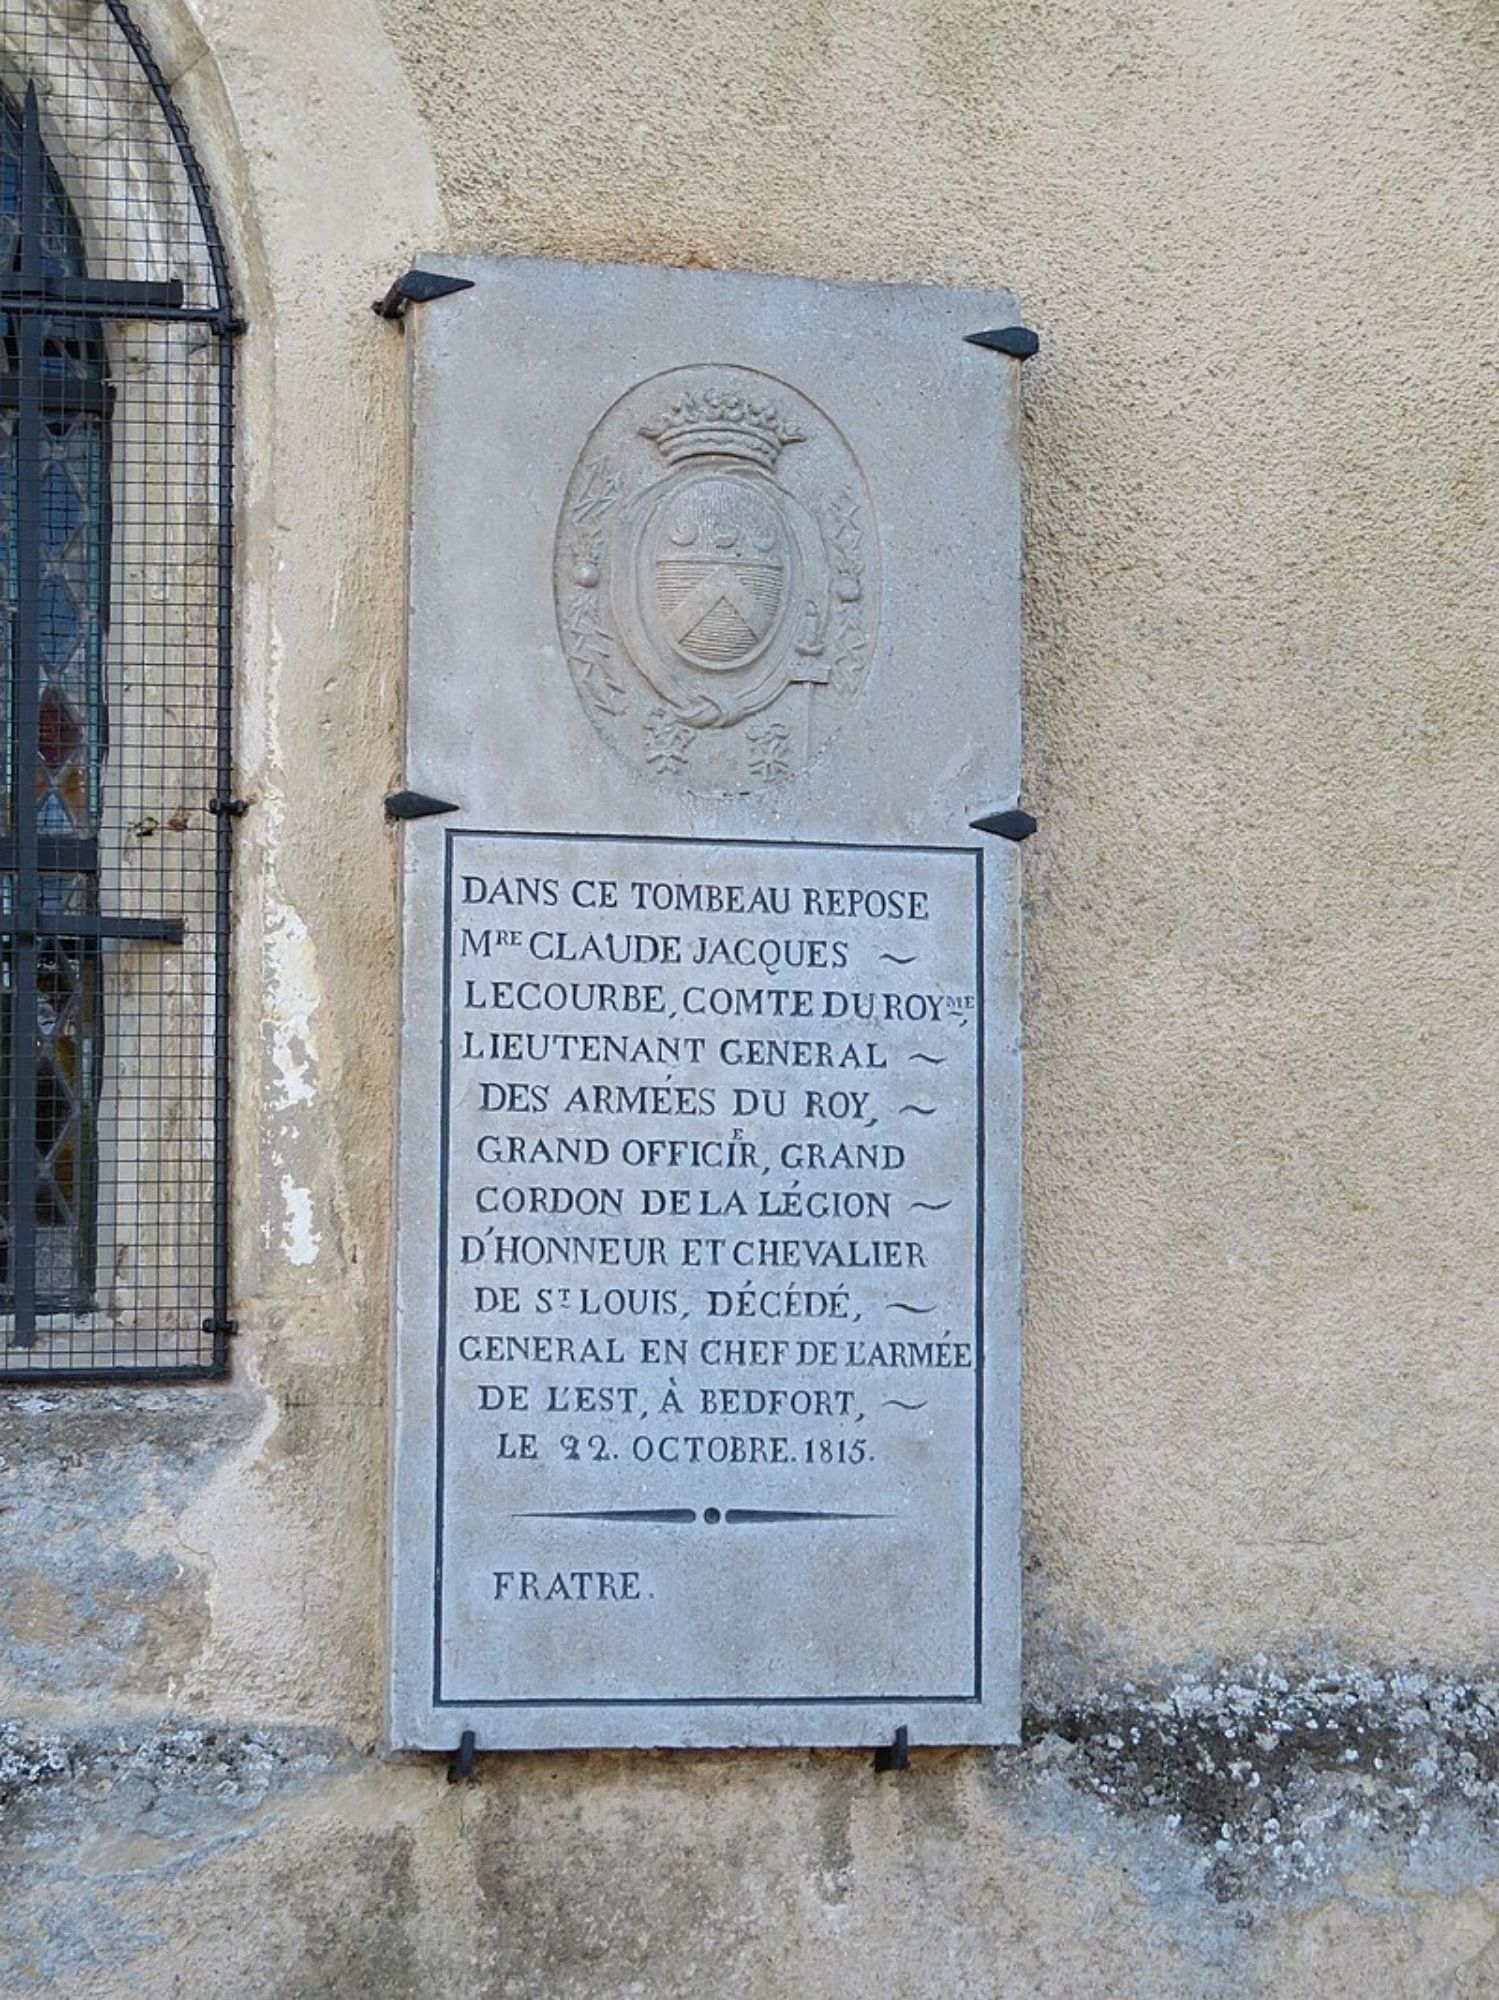 DANS CE TOMBEAU REPOSE
MRE CLAUDE JACQUES ~
LECOURBE, COMTE DU ROYME,
LIEUTENANT GENERAL ~
DES ARMÉES DU ROY, ~
GRAND OFFICIER, GRAND
CORDON DE LA LÉGION ~
D'HONNEUR ET CHEVALIER
DE ST LOUIS, DÉCÉDÉ, ~
GENERAL EN CHEF DE L'ARMÉE
DE L'EST, À BEDFORT, ~
LE 22. OCTOBRE. 1815.
FRATRE.